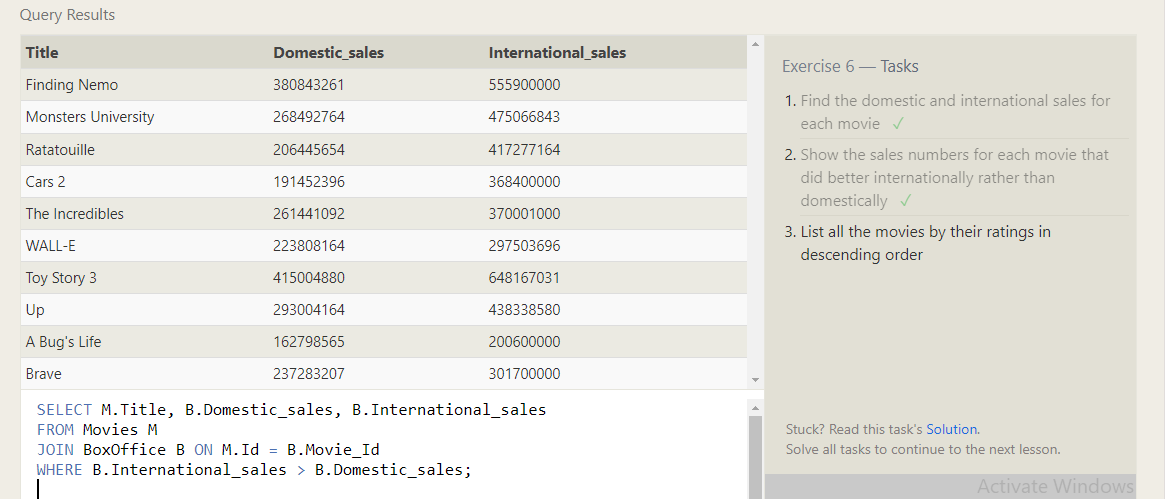 Query Results
Title Domestic_sales International_sales
Finding Nemo 380843261 555900000
Monsters University 268492764 475066843
Ratatouille 206445654 417277164
Cars 2 191452396 368400000
The Incredibles 261441092 370001000
WALL-E 223808164 297503696
Toy Story 3 415004880 648167031
Up 293004164 438338580
A Bug's Life 162798565 200600000
Brave 237283207 301700000
SELECT M.Title, B.Domestic_sales, B.International_sales
FROM Movies M
JOIN BoxOffice B ON M.Id = B.Movie_Id
WHERE B.International_sales > B.Domestic_sales;
Exercise 6 — Tasks
1. Find the domestic and international sales for
each movie ✓
2. Show the sales numbers for each movie that
did better internationally rather than
domestically ✓
3. List all the movies by their ratings in
descending order
Stuck? Read this task's Solution.
Solve all tasks to continue to the next lesson.
Activate Windows